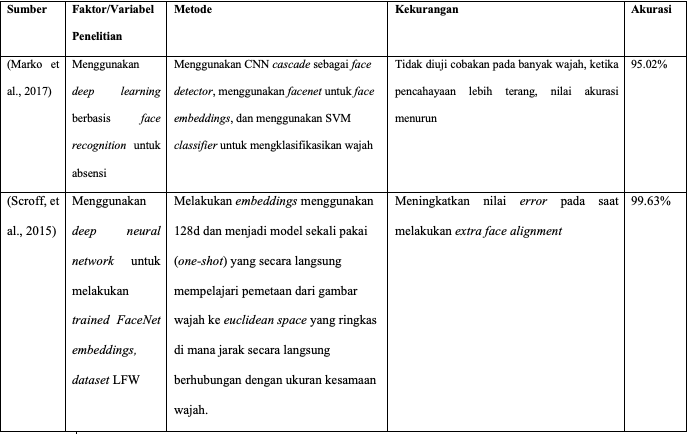 Sumber
Faktor/Variabel
Penelitian
Metode
Kekurangan
Akurasi
(Marko et
al., 2017)
Menggunakan
deep learning
berbasis face
recognition untuk
absensi
Menggunakan CNN cascade sebagai face
detector, menggunakan facenet untuk face
embeddings, dan menggunakan SVM
classifier untuk mengklasifikasikan wajah
Tidak diuji cobakan pada banyak wajah, ketika
pencahayaan lebih terang, nilai akurasi
menurun
95.02%
(Scroff, et
al., 2015)
Menggunakan
deep neural
network untuk
melakukan
trained FaceNet
embeddings,
dataset LFW
Melakukan embeddings menggunakan
128d dan menjadi model sekali pakai
(one-shot) yang secara langsung
mempelajari pemetaan dari gambar
wajah ke euclidean space yang ringkas
di mana jarak secara langsung
berhubungan dengan ukuran kesamaan
wajah.
Meningkatkan nilai error pada saat
melakukan extra face alignment
99.63%